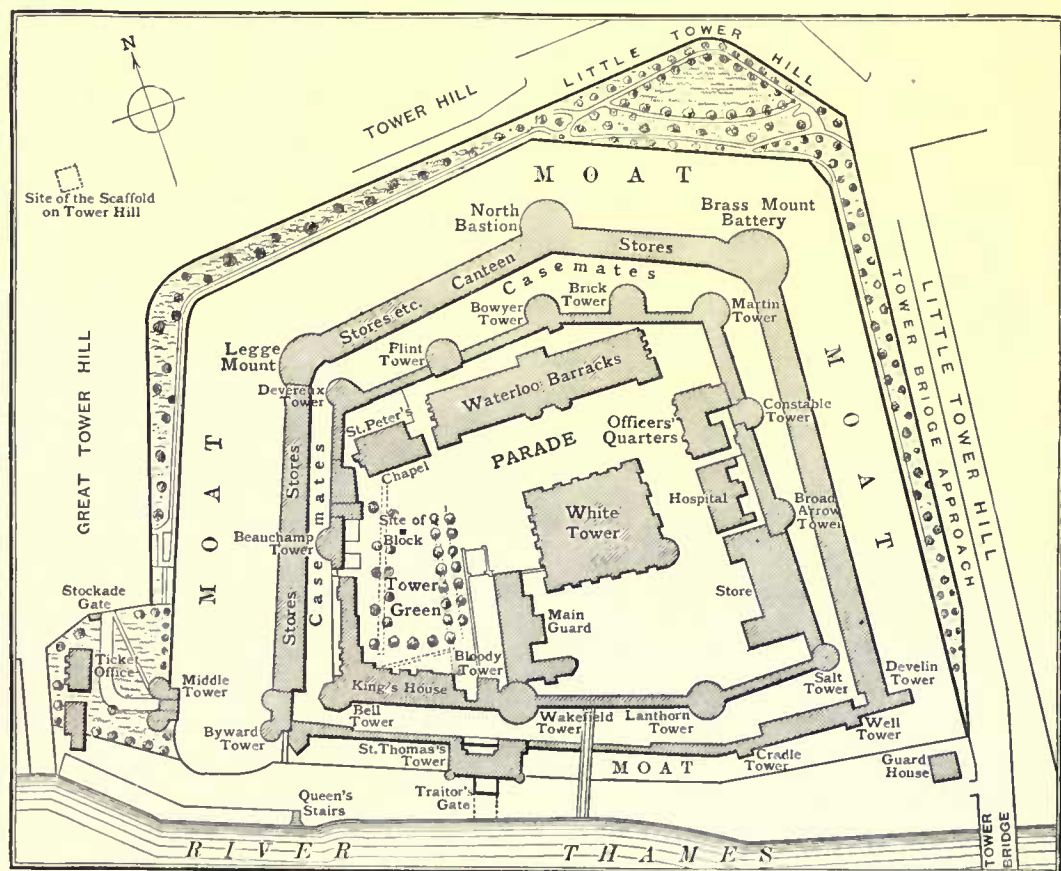 N
TOWER HILL
LITTLE TOWER HILL
Site of the Scaffold
on Tower Hill
MOAT
North
Bastion
Brass Mount
Battery
Stores
Canteen
Stores etc.
Casemates
Brick
Tower
Bowyer
Tower
Martin
Tower
Legge
Mount
Flint
Tower
Devereux
Tower
Waterloo Barracks
St. Peter's
Chapel
PARADE
Officers'
Quarters
Constable
Tower
MOAT
LITTLE TOWER HILL
TOWER BRIDGE APPROACH
GREAT TOWER HILL
MOAT
Stores
Casemates
Stores
Beauchamp
Tower
Site of
Block
Tower
Green
White
Tower
Hospital
Broad
Arrow
Tower
Store
Main
Guard
Stockade
Gate
Ticket
Office
Middle
Tower
Byward
Tower
Bloody
Tower
King's House
Bell
Tower
Wakefield
Tower
Lanthorn
Tower
Salt
Tower
Develin
Tower
Well
Tower
Cradle
Tower
St. Thomas's
Tower
MOAT
Guard
House
Traitor's
Gate
Queen's
Stairs
RIVER THAMES
TOWER
BRIDGE